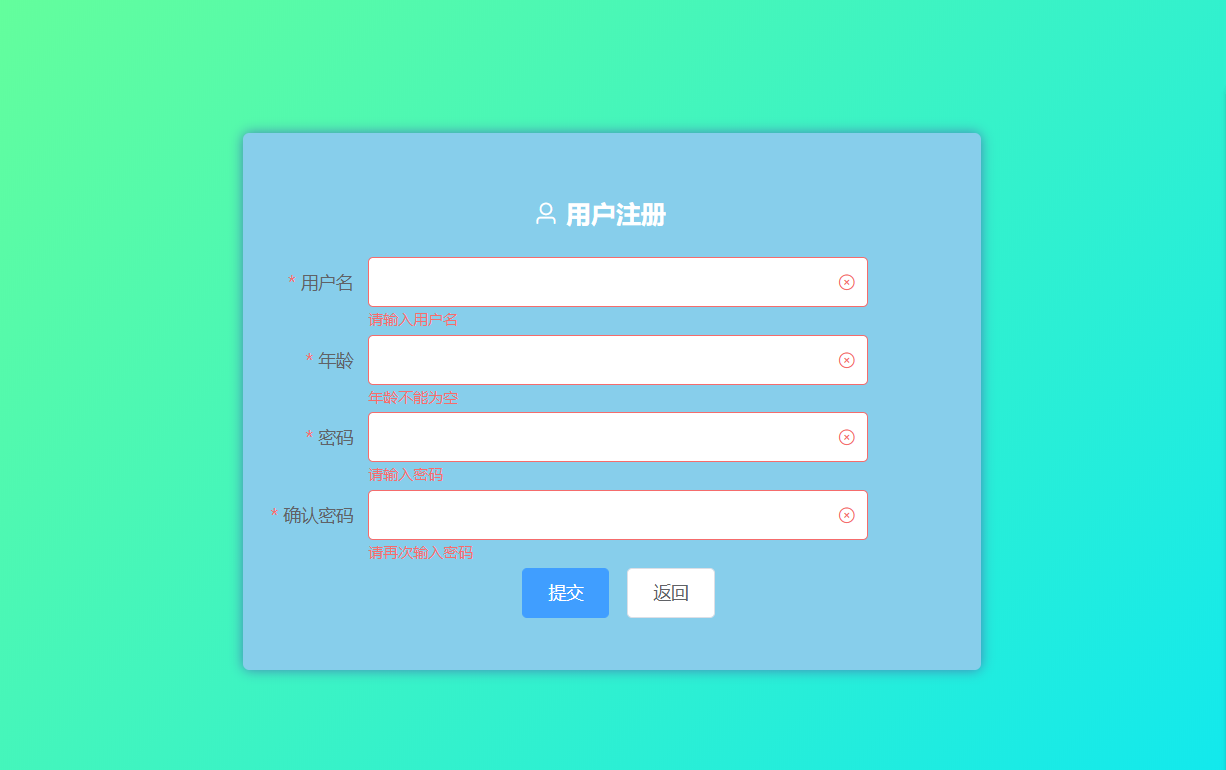 用户注册
* 用户名
请输入用户名
* 年龄
年龄不能为空
* 密码
请输入密码
* 确认密码
请再次输入密码
提交 返回